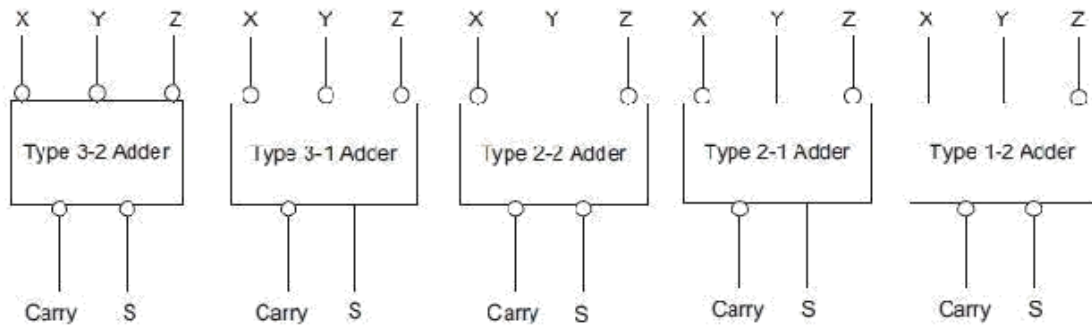 X Y Z X Y Z X Y Z X Y Z X Y Z
Type 3-2 Adder Type 3-1 Adder Type 2-2 Adder Type 2-1 Adder Type 1-2 Adder
Carry S Carry S Carry S Carry S Carry S